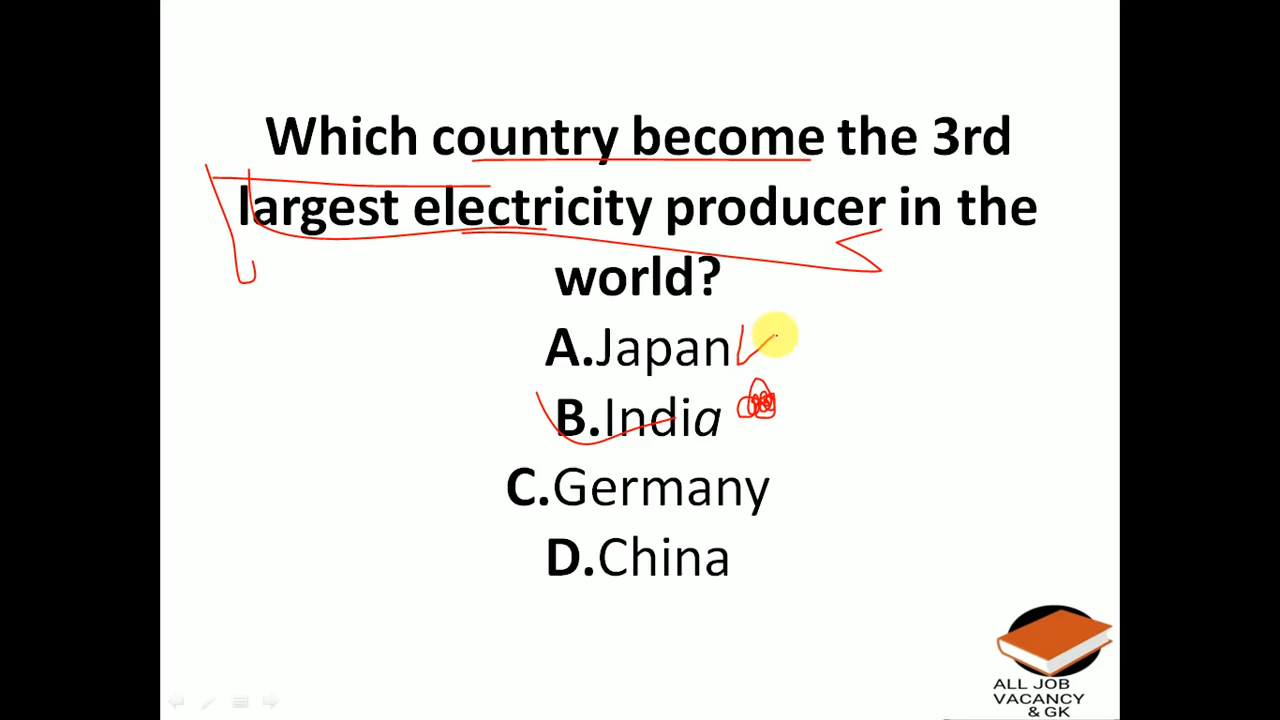 Which country become the 3rd
largest electricity producer in the
world?
A.Japan
B.India
C.Germany
D.China
ALL JOB
VACANCY
& GK